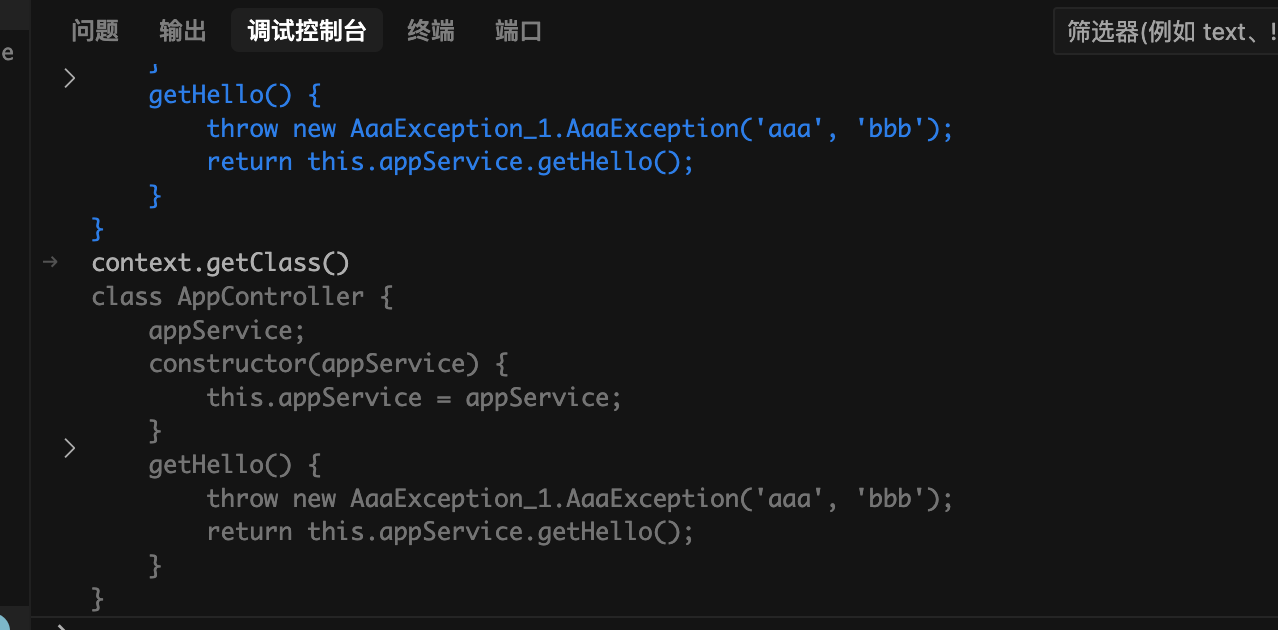 问题 输出 调试控制台 终端 端口 筛选器(例如 text、!
e
}
getHello() {
throw new AaaException_1.AaaException('aaa', 'bbb');
return this.appService.getHello();
}
}
context.getClass()
class AppController {
appService;
constructor(appService) {
this.appService = appService;
}
getHello() {
throw new AaaException_1.AaaException('aaa', 'bbb');
return this.appService.getHello();
}
}